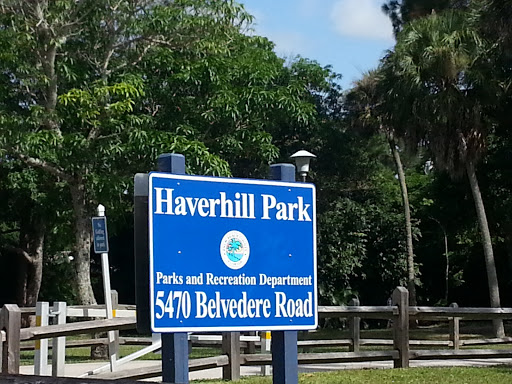 Haverhill Park
Parks and Recreation Department
5470 Belvedere Road